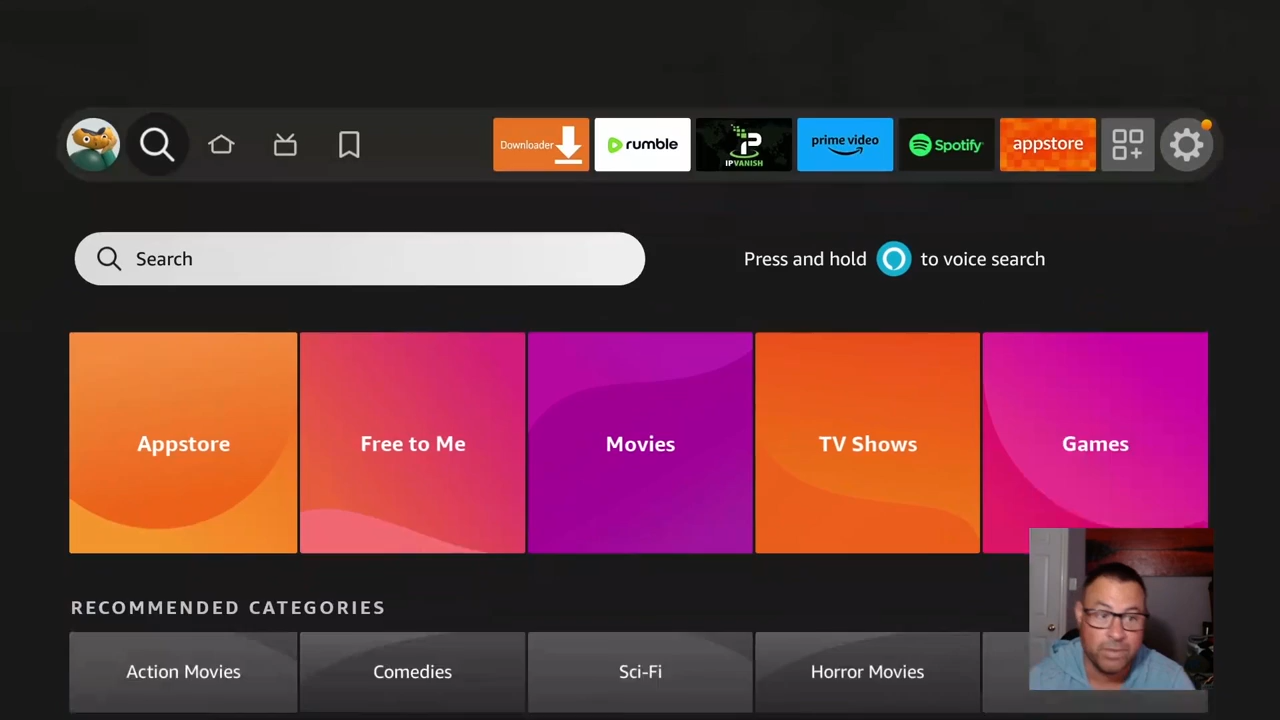 Downloader
rumble
IPVANISH
prime video
Spotify
appstore
Search
Press and hold to voice search
Appstore
Free to Me
Movies
TV Shows
Games
RECOMMENDED CATEGORIES
Action Movies
Comedies
Sci-Fi
Horror Movies